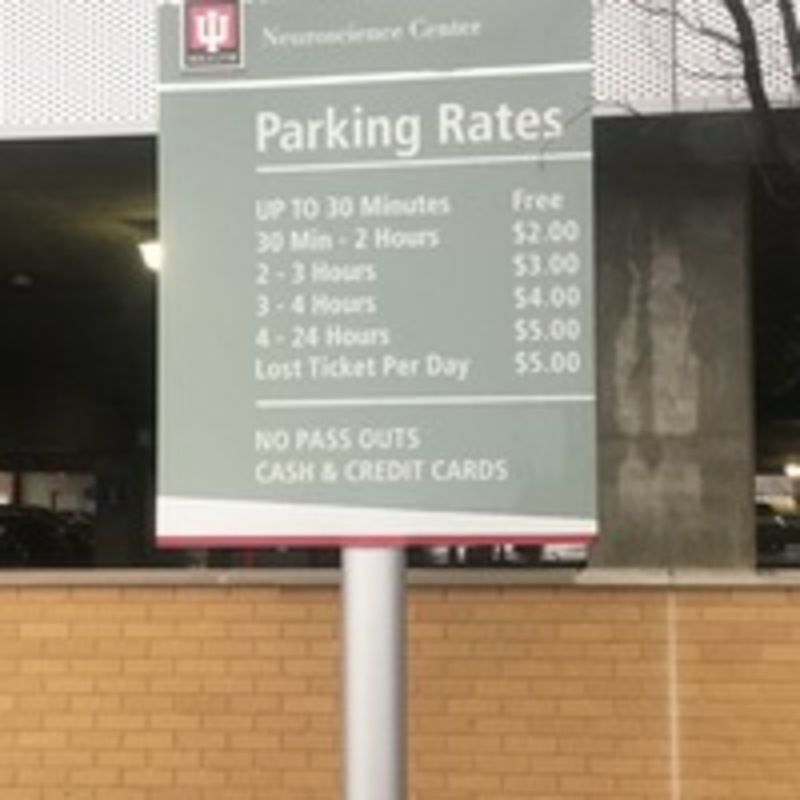 Neuroscience Center
Parking Rates
UP TO 30 Minutes Free
30 Min - 2 Hours $2.00
2 - 3 Hours $3.00
3 - 4 Hours $4.00
4 - 24 Hours $5.00
Lost Ticket Per Day $5.00
NO PASS OUTS
CASH & CREDIT CARDS